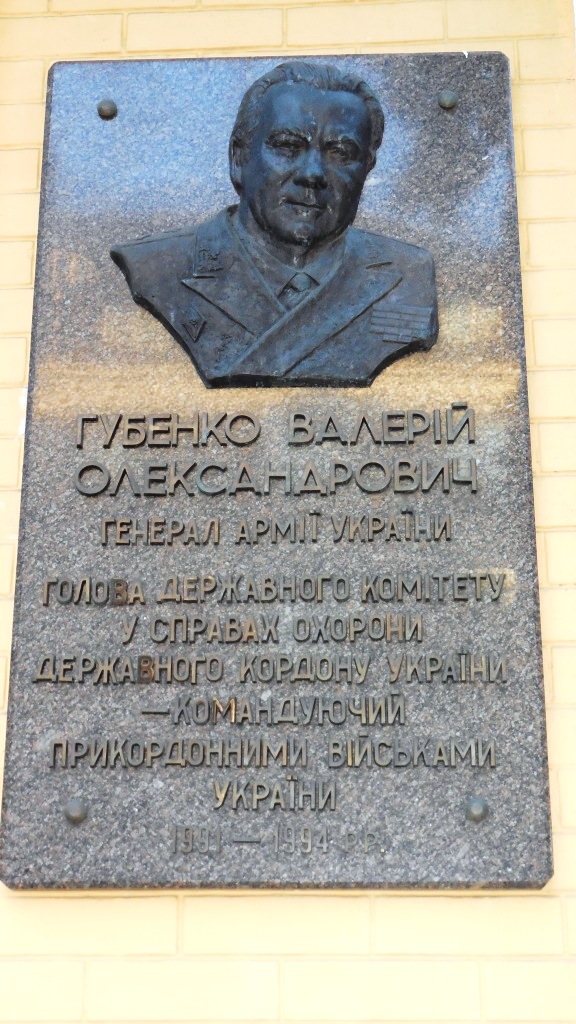 ГУБЕНКО ВАЛЕРІЙ
ОЛЕКСАНДРОВИЧ
ГЕНЕРАЛ АРМІЇ УКРАЇНИ
ГОЛОВА ДЕРЖАВНОГО КОМІТЕТУ
У СПРАВАХ ОХОРОНИ
ДЕРЖАВНОГО КОРДОНУ УКРАЇНИ
—КОМАНДУЮЧИЙ
ПРИКОРДОННИМИ ВІЙСЬКАМИ
УКРАЇНИ
1991 — 1994 Р.Р.